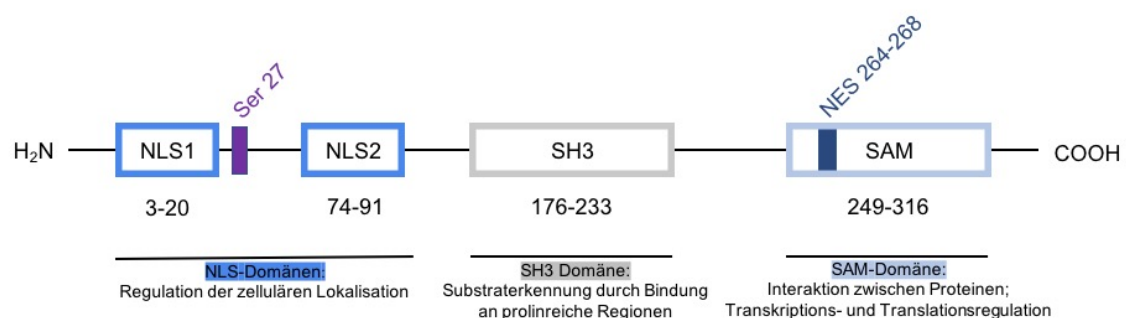 Ser 27
NES 264-268
H₂N
NLS1
NLS2
SH3
SAM
COOH
3-20
74-91
176-233
249-316
NLS-Domänen:
Regulation der zellulären Lokalisation
SH3 Domäne:
Substraterkennung durch Bindung
an prolinreiche Regionen
SAM-Domäne:
Interaktion zwischen Proteinen;
Transkriptions- und Translationsregulation